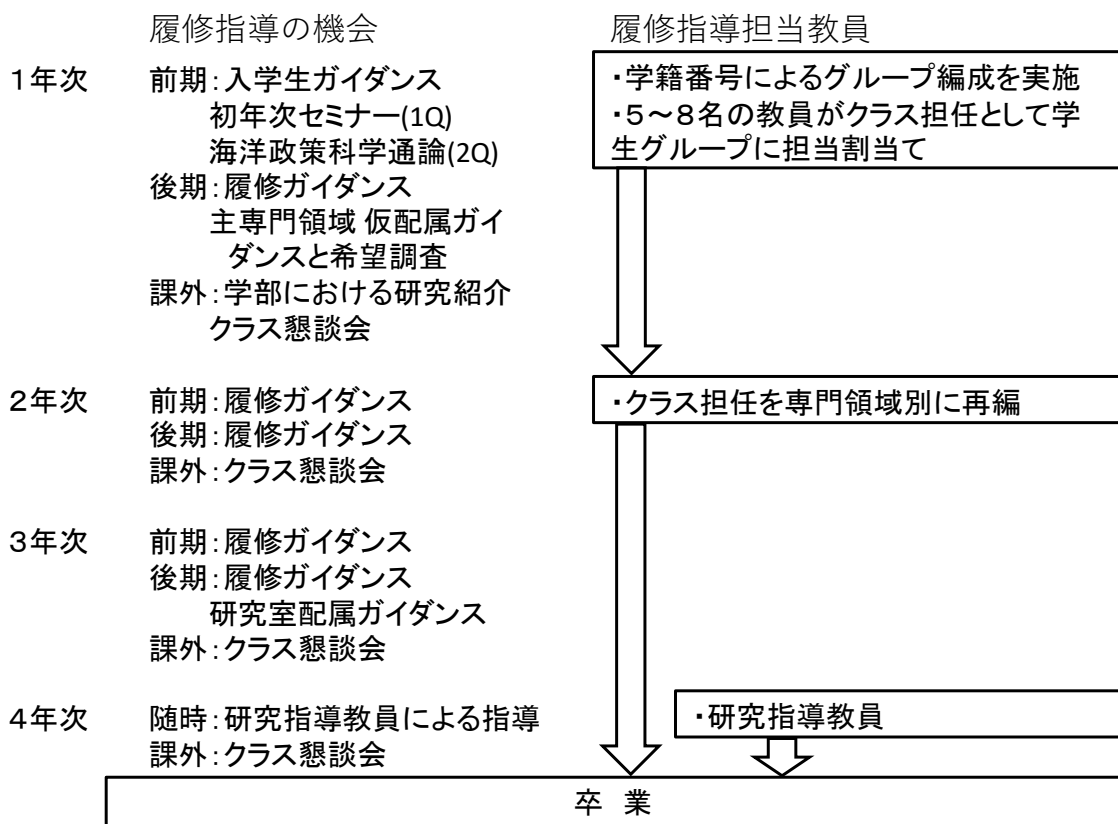 履修指導の機会
履修指導担当教員
1年次
前期：入学生ガイダンス
初年次セミナー(1Q)
海洋政策科学通論(2Q)
後期：履修ガイダンス
主専門領域 仮配属ガイ
ダンスと希望調査
課外：学部における研究紹介
クラス懇談会
・学籍番号によるグループ編成を実施
・５～８名の教員がクラス担任として学
生グループに担当割当て
２年次
前期：履修ガイダンス
後期：履修ガイダンス
課外：クラス懇談会
・クラス担任を専門領域別に再編
３年次
前期：履修ガイダンス
後期：履修ガイダンス
研究室配属ガイダンス
課外：クラス懇談会
４年次
随時：研究指導教員による指導
課外：クラス懇談会
・研究指導教員
卒 業